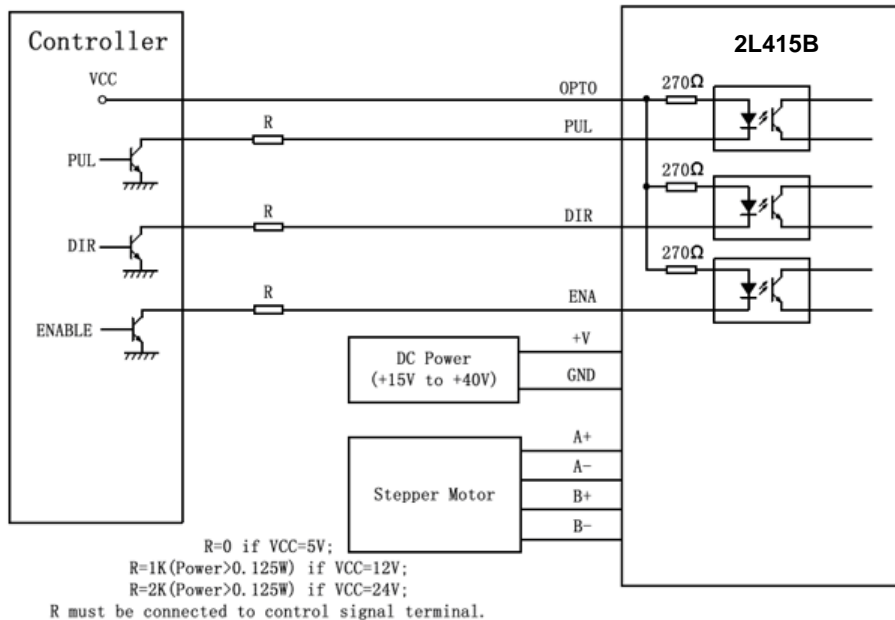 Controller
2L415B
VCC
OPTO
270Ω
R
PUL
PUL
270Ω
R
DIR
DIR
270Ω
R
ENA
ENABLE
DC Power
(+15V to +40V)
+V
GND
Stepper Motor
A+
A-
B+
B-
R=0 if VCC=5V;
R=1K(Power>0.125W) if VCC=12V;
R=2K(Power>0.125W) if VCC=24V;
R must be connected to control signal terminal.